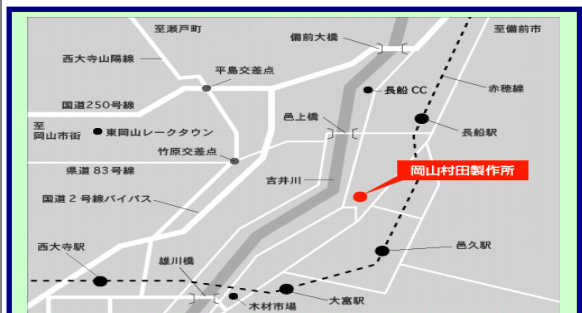 至瀬戸町
至備前市
備前大橋
西大寺山陽線
平島交差点
長船CC
赤穂線
国道250号線
邑上橋
至
岡山市街
東岡山レークタウン
長船駅
竹原交差点
県道83号線
吉井川
岡山村田製作所
国道2号線バイパス
西大寺駅
雄川橋
邑久駅
大富駅
木材市場